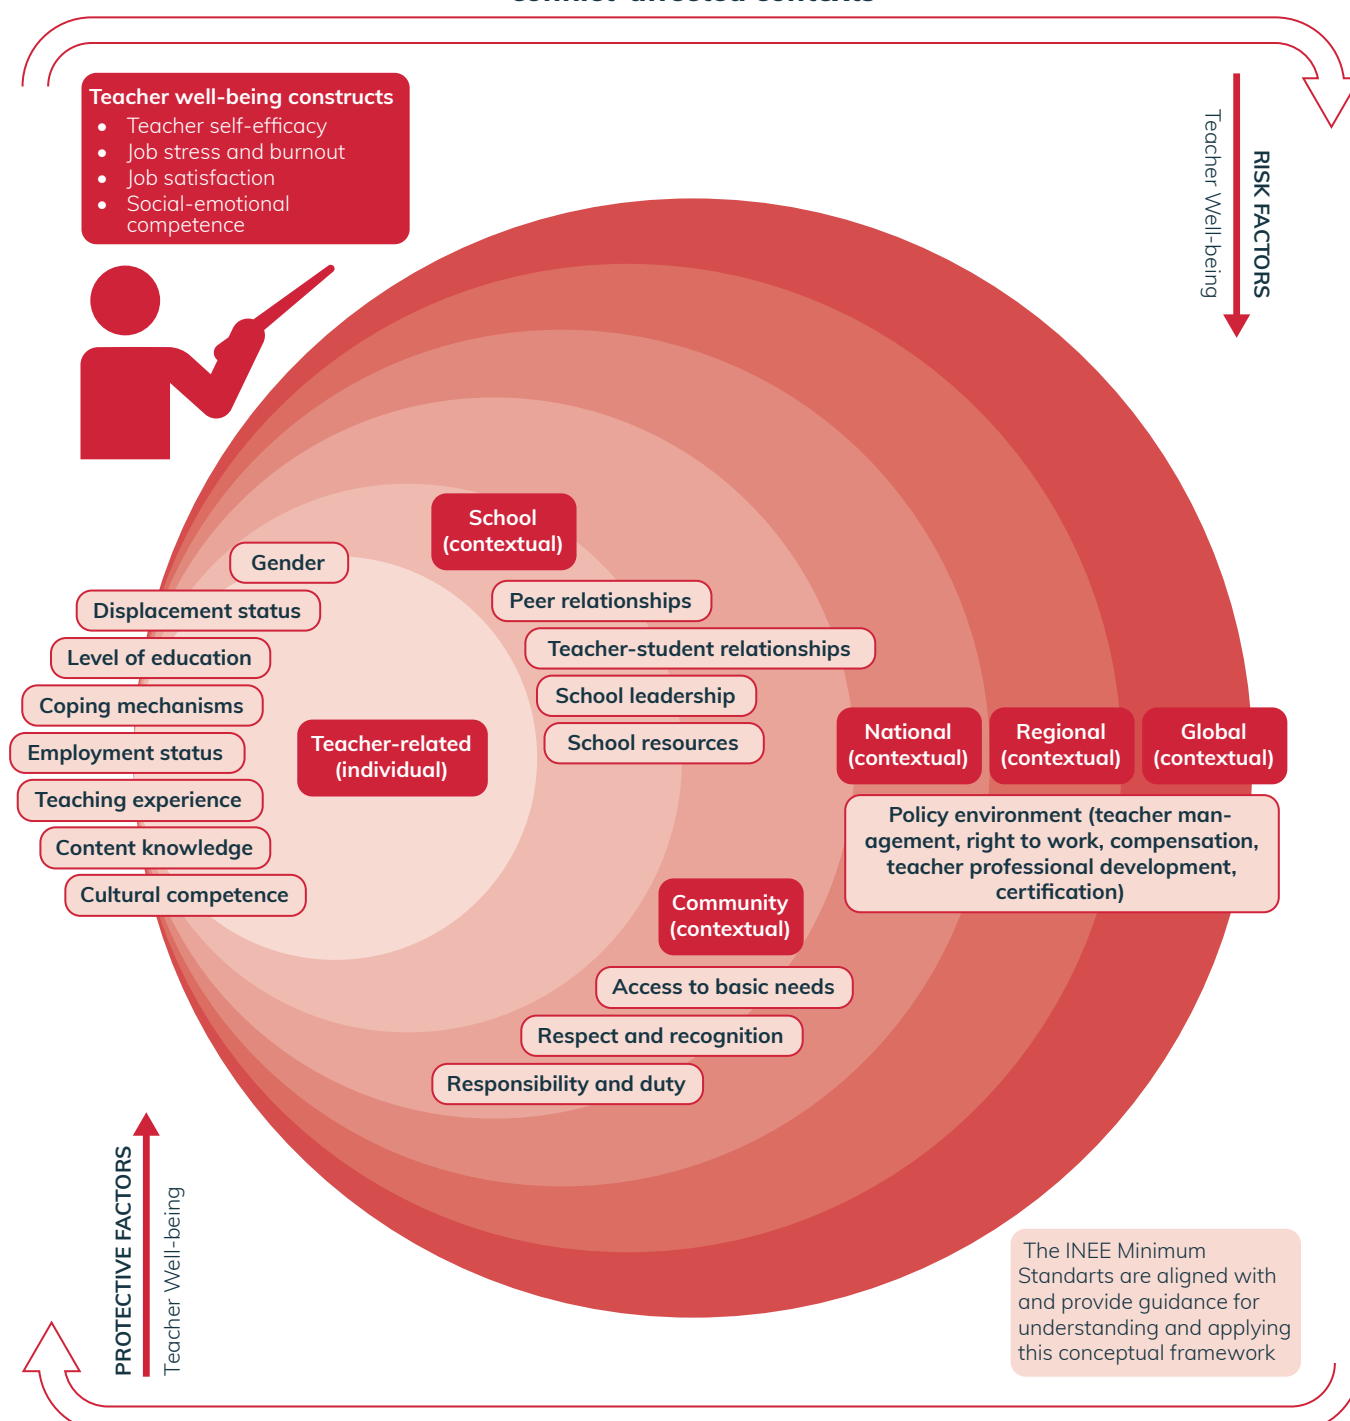 conflict-affected contexts
Teacher well-being constructs
• Teacher self-efficacy
• Job stress and burnout
• Job satisfaction
• Social-emotional
competence
Teacher Well-being
RISK FACTORS
School
(contextual)
Gender
Displacement status
Level of education
Coping mechanisms
Employment status
Teaching experience
Content knowledge
Cultural competence
Teacher-related
(individual)
Peer relationships
Teacher-student relationships
School leadership
School resources
National
(contextual)
Regional
(contextual)
Global
(contextual)
Policy environment (teacher man-
agement, right to work, compensation,
teacher professional development,
certification)
Community
(contextual)
Access to basic needs
Respect and recognition
Responsibility and duty
PROTECTIVE FACTORS
Teacher Well-being
The INEE Minimum
Standarts are aligned with
and provide guidance for
understanding and applying
this conceptual framework